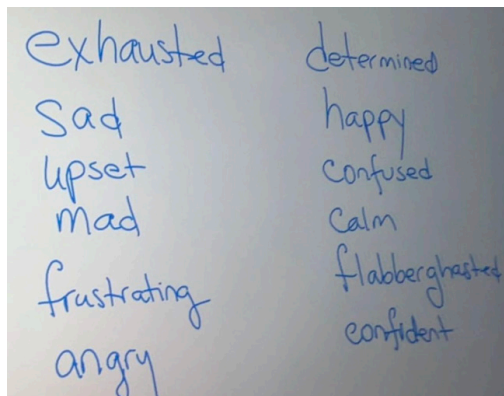 exhausted
sad
upset
mad
frustrating
angry
determined
happy
confused
calm
flabberghasted
confident